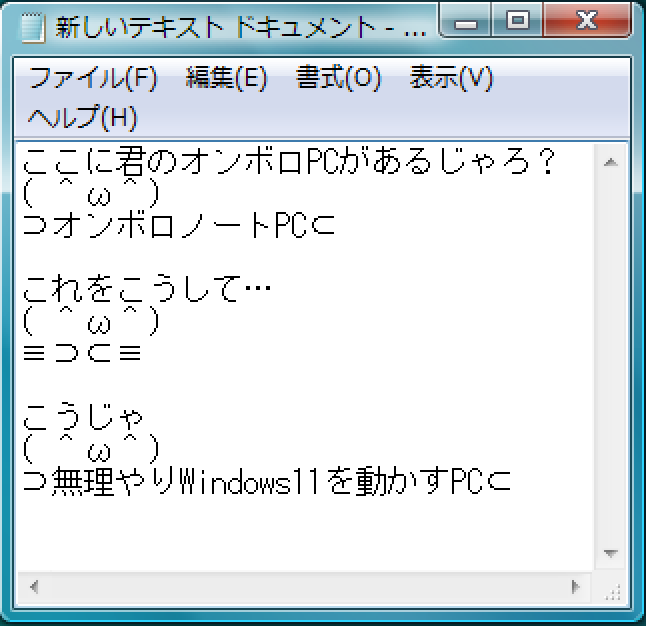 新しいテキスト ドキュメント - ...
ファイル(F) 編集(E) 書式(O) 表示(V)
ヘルプ(H)
ここに君のオンボロPCがあるじゃろ？
( ＾ω＾)
⊃オンボロノートPC⊂
これをこうして…
( ＾ω＾)
≡⊃⊂≡
こうじゃ
( ＾ω＾)
⊃無理やりWindows11を動かすPC⊂